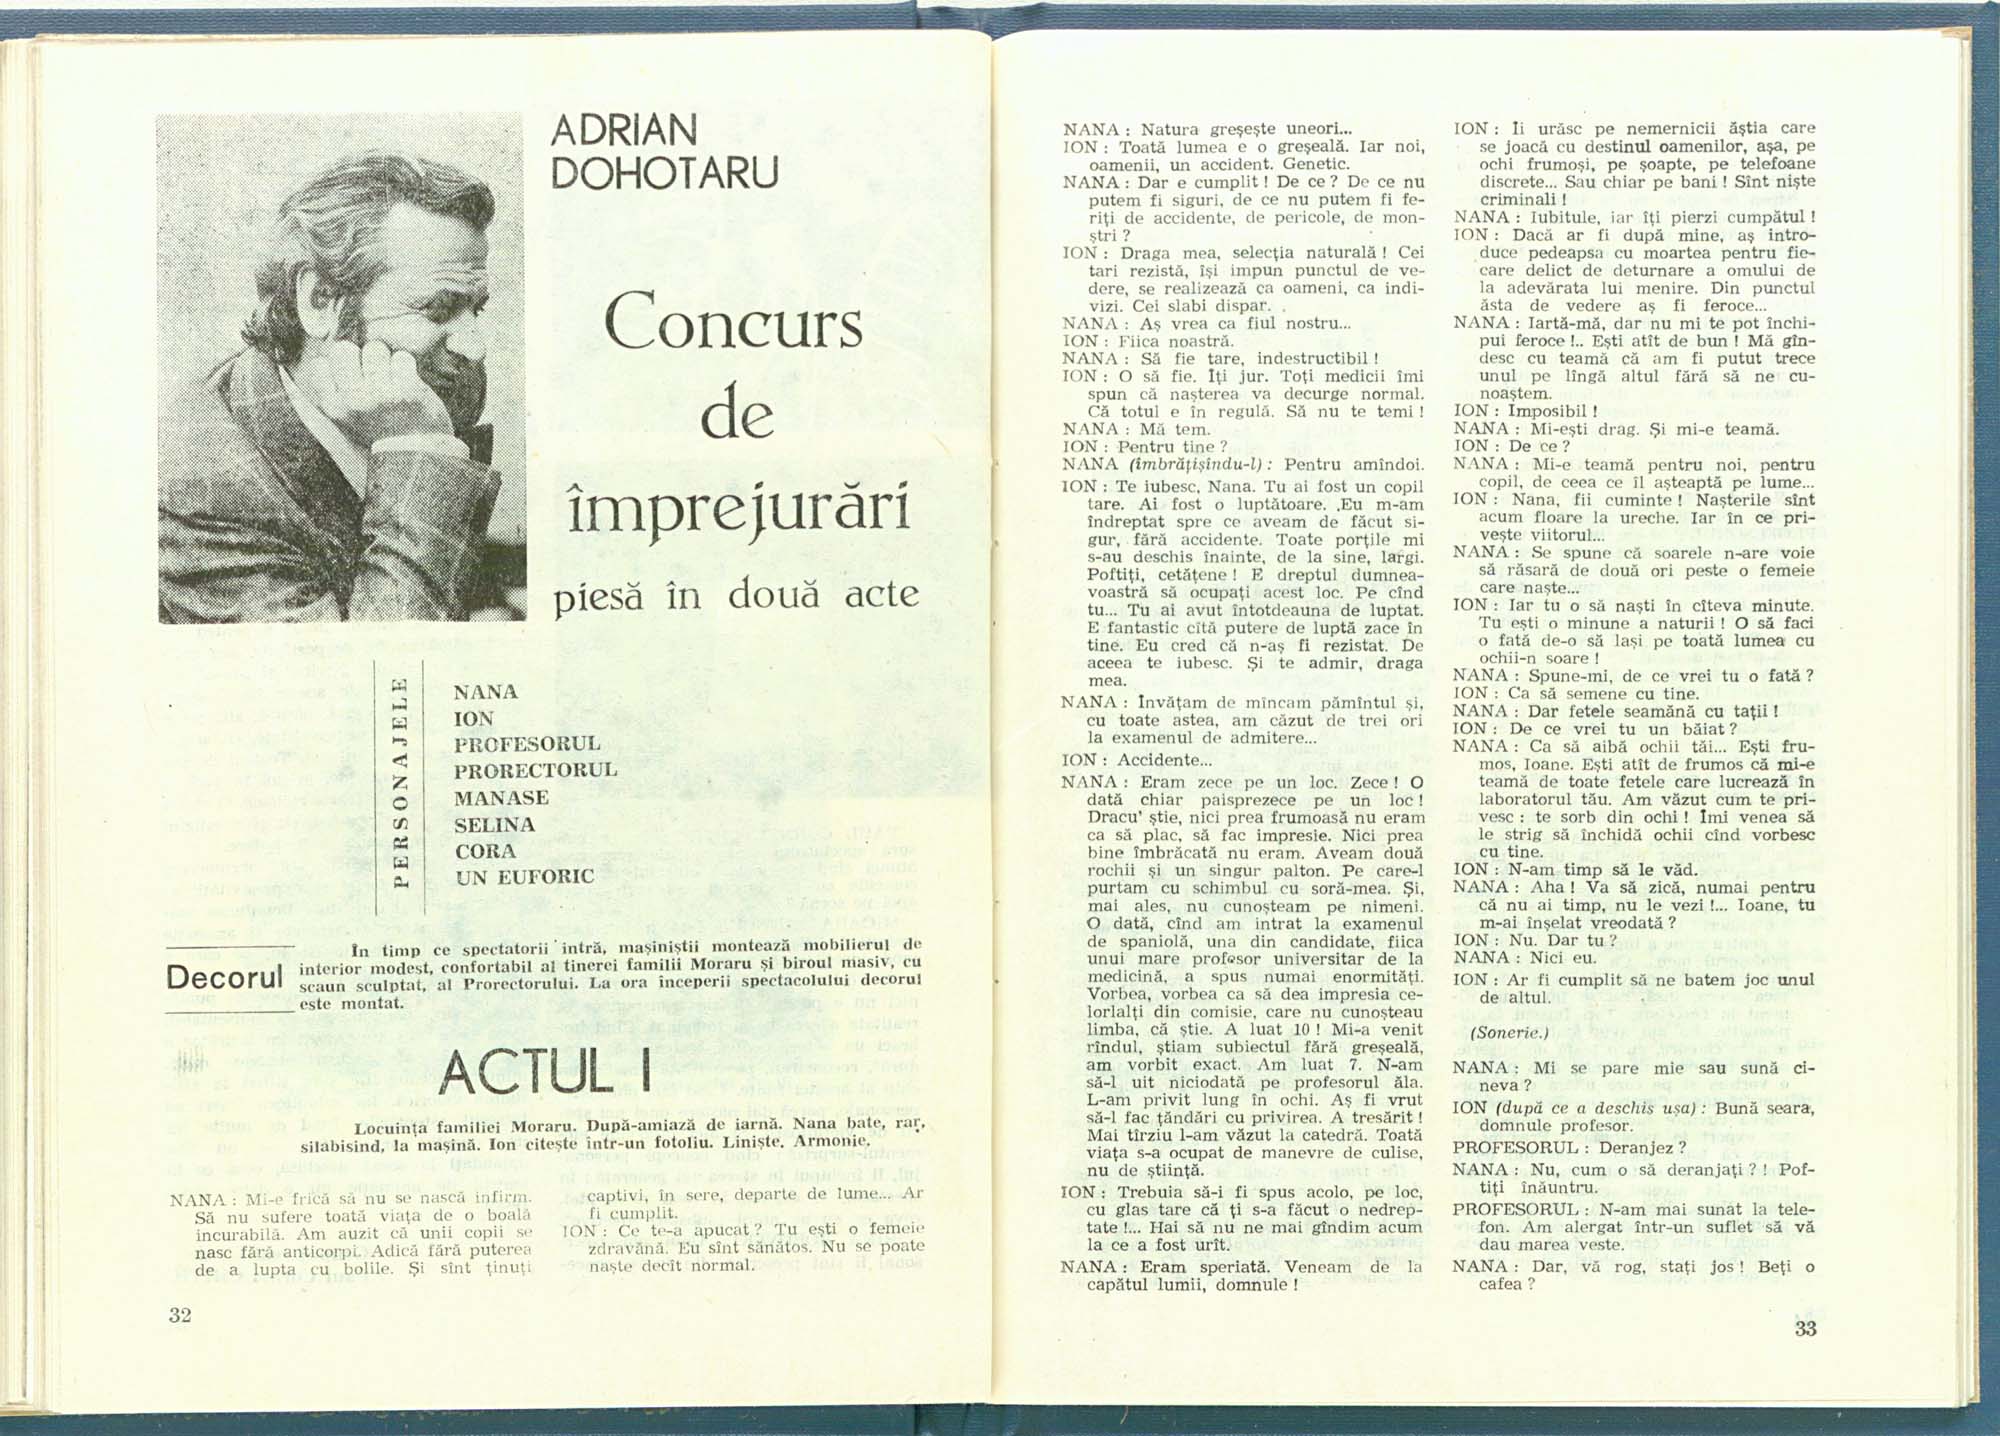 ADRIAN
DOHOTARU
Concurs
de
împrejurări
piesă în două acte
PERSONAJELE
NANA
ION
PROFESORUL
PRORECTORUL
MANASE
SELINA
CORA
UN EUFORIC
Decorul
În timp ce spectatorii intră, mașiniștii montează mobilierul de
interior modest, confortabil al tinerei familii Moraru și biroul masiv, cu
scaun sculptat, al Prorectorului. La ora începerii spectacolului decorul
este montat.
ACTUL I
Locuința familiei Moraru. După-amiază de iarnă. Nana bate, rar,
silabisind, la mașină. Ion citește într-un fotoliu. Liniște. Armonie.
NANA : Mi-e frică să nu se nască infirm.
Să nu sufere toată viața de o boală
incurabilă. Am auzit că unii copii se
nasc fără anticorpi. Adică fără puterea
de a lupta cu bolile. Și sînt ținuți
captivi, în sere, departe de lume... Ar
fi cumplit.
ION : Ce te-a apucat ? Tu ești o femeie
zdravănă. Eu sînt sănătos. Nu se poate
naște decît normal.
32
NANA : Natura greșește uneori...
ION : Toată lumea e o greșeală. Iar noi,
oamenii, un accident. Genetic.
NANA : Dar e cumplit ! De ce ? De ce nu
putem fi siguri, de ce nu putem fi fe-
riți de accidente, de pericole, de mon-
ștri ?
ION : Draga mea, selecția naturală ! Cei
tari rezistă, își impun punctul de ve-
dere, se realizează ca oameni, ca indi-
vizi. Cei slabi dispar.
NANA : Aș vrea ca fiul nostru...
ION : Fiica noastră.
NANA : Să fie tare, indestructibil !
ION : O să fie. Îți jur. Toți medicii îmi
spun că nașterea va decurge normal.
Că totul e în regulă. Să nu te temi !
NANA : Mă tem.
ION : Pentru tine ?
NANA (îmbrățișîndu-l) : Pentru amîndoi.
ION : Te iubesc, Nana. Tu ai fost un copil
tare. Ai fost o luptătoare. Eu m-am
îndreptat spre ce aveam de făcut si-
gur, fără accidente. Toate porțile mi
s-au deschis înainte, de la sine, largi.
Poftiți, cetățene ! E dreptul dumnea-
voastră să ocupați acest loc. Pe cînd
tu... Tu ai avut întotdeauna de luptat.
E fantastic cîtă putere de luptă zace în
tine. Eu cred că n-aș fi rezistat. De
aceea te iubesc. Și te admir, draga
mea.
NANA : Învățam de mîncam pămîntul și,
cu toate astea, am căzut de trei ori
la examenul de admitere...
ION : Accidente...
NANA : Eram zece pe un loc. Zece ! O
dată chiar paisprezece pe un loc !
Dracu' știe, nici prea frumoasă nu eram
ca să plac, să fac impresie. Nici prea
bine îmbrăcată nu eram. Aveam două
rochii și un singur palton. Pe care-l
purtam cu schimbul cu soră-mea. Și,
mai ales, nu cunoșteam pe nimeni.
O dată, cînd am intrat la examenul
de spaniolă, una din candidate, fiica
unui mare profesor universitar de la
medicină, a spus numai enormități.
Vorbea, vorbea ca să dea impresia ce-
lorlalți din comisie, care nu cunoșteau
limba, că știe. A luat 10 ! Mi-a venit
rîndul, știam subiectul fără greșeală,
am vorbit exact. Am luat 7. N-am
să-l uit niciodată pe profesorul ăla.
L-am privit lung în ochi. Aș fi vrut
să-l fac țăndări cu privirea. A tresărit !
Mai tîrziu l-am văzut la catedră. Toată
viața s-a ocupat de manevre de culise,
nu de știință.
ION : Trebuia să-i fi spus acolo, pe loc,
cu glas tare că ți s-a făcut o nedrep-
tate !... Hai să nu ne mai gîndim acum
la ce a fost urît.
NANA : Eram speriată. Veneam de la
capătul lumii, domnule !
ION : Îi urăsc pe nemernicii ăștia care
se joacă cu destinul oamenilor, așa, pe
ochi frumoși, pe șoapte, pe telefoane
discrete... Sau chiar pe bani ! Sînt niște
criminali !
NANA : Iubitule, iar îți pierzi cumpătul !
ION : Dacă ar fi după mine, aș intro-
duce pedeapsa cu moartea pentru fie-
care delict de deturnare a omului de
la adevărata lui menire. Din punctul
ăsta de vedere aș fi feroce...
NANA : Iartă-mă, dar nu mi te pot închi-
pui feroce !.. Ești atît de bun ! Mă gîn-
desc cu teamă că am fi putut trece
unul pe lîngă altul fără să ne cu-
noaștem.
ION : Imposibil !
NANA : Mi-ești drag. Și mi-e teamă.
ION : De ce ?
NANA : Mi-e teamă pentru noi, pentru
copil, de ceea ce îl așteaptă pe lume...
ION : Nana, fii cuminte ! Nașterile sînt
acum floare la ureche. Iar în ce pri-
vește viitorul...
NANA : Se spune că soarele n-are voie
să răsară de două ori peste o femeie
care naște...
ION : Iar tu o să naști în cîteva minute.
Tu ești o minune a naturii ! O să faci
o fată de-o să lași pe toată lumea cu
ochii-n soare !
NANA : Spune-mi, de ce vrei tu o fată ?
ION : Ca să semene cu tine.
NANA : Dar fetele seamănă cu tații !
ION : De ce vrei tu un băiat ?
NANA : Ca să aibă ochii tăi... Ești fru-
mos, Ioane. Ești atît de frumos că mi-e
teamă de toate fetele care lucrează în
laboratorul tău. Am văzut cum te pri-
vesc : te sorb din ochi ! Îmi venea să
le strig să închidă ochii cînd vorbesc
cu tine.
ION : N-am timp să le văd.
NANA : Aha ! Va să zică, numai pentru
că nu ai timp, nu le vezi !... Ioane, tu
m-ai înșelat vreodată ?
ION : Nu. Dar tu ?
NANA : Nici eu.
ION : Ar fi cumplit să ne batem joc unul
de altul.
(Sonerie.)
NANA : Mi se pare mie sau sună ci-
neva ?
ION (după ce a deschis ușa) : Bună seara,
domnule profesor.
PROFESORUL : Deranjez ?
NANA : Nu, cum o să deranjați ? ! Pof-
tiți înăuntru.
PROFESORUL : N-am mai sunat la tele-
fon. Am alergat într-un suflet să vă
dau marea veste.
NANA : Dar, vă rog, stați jos ! Beți o
cafea ?
33